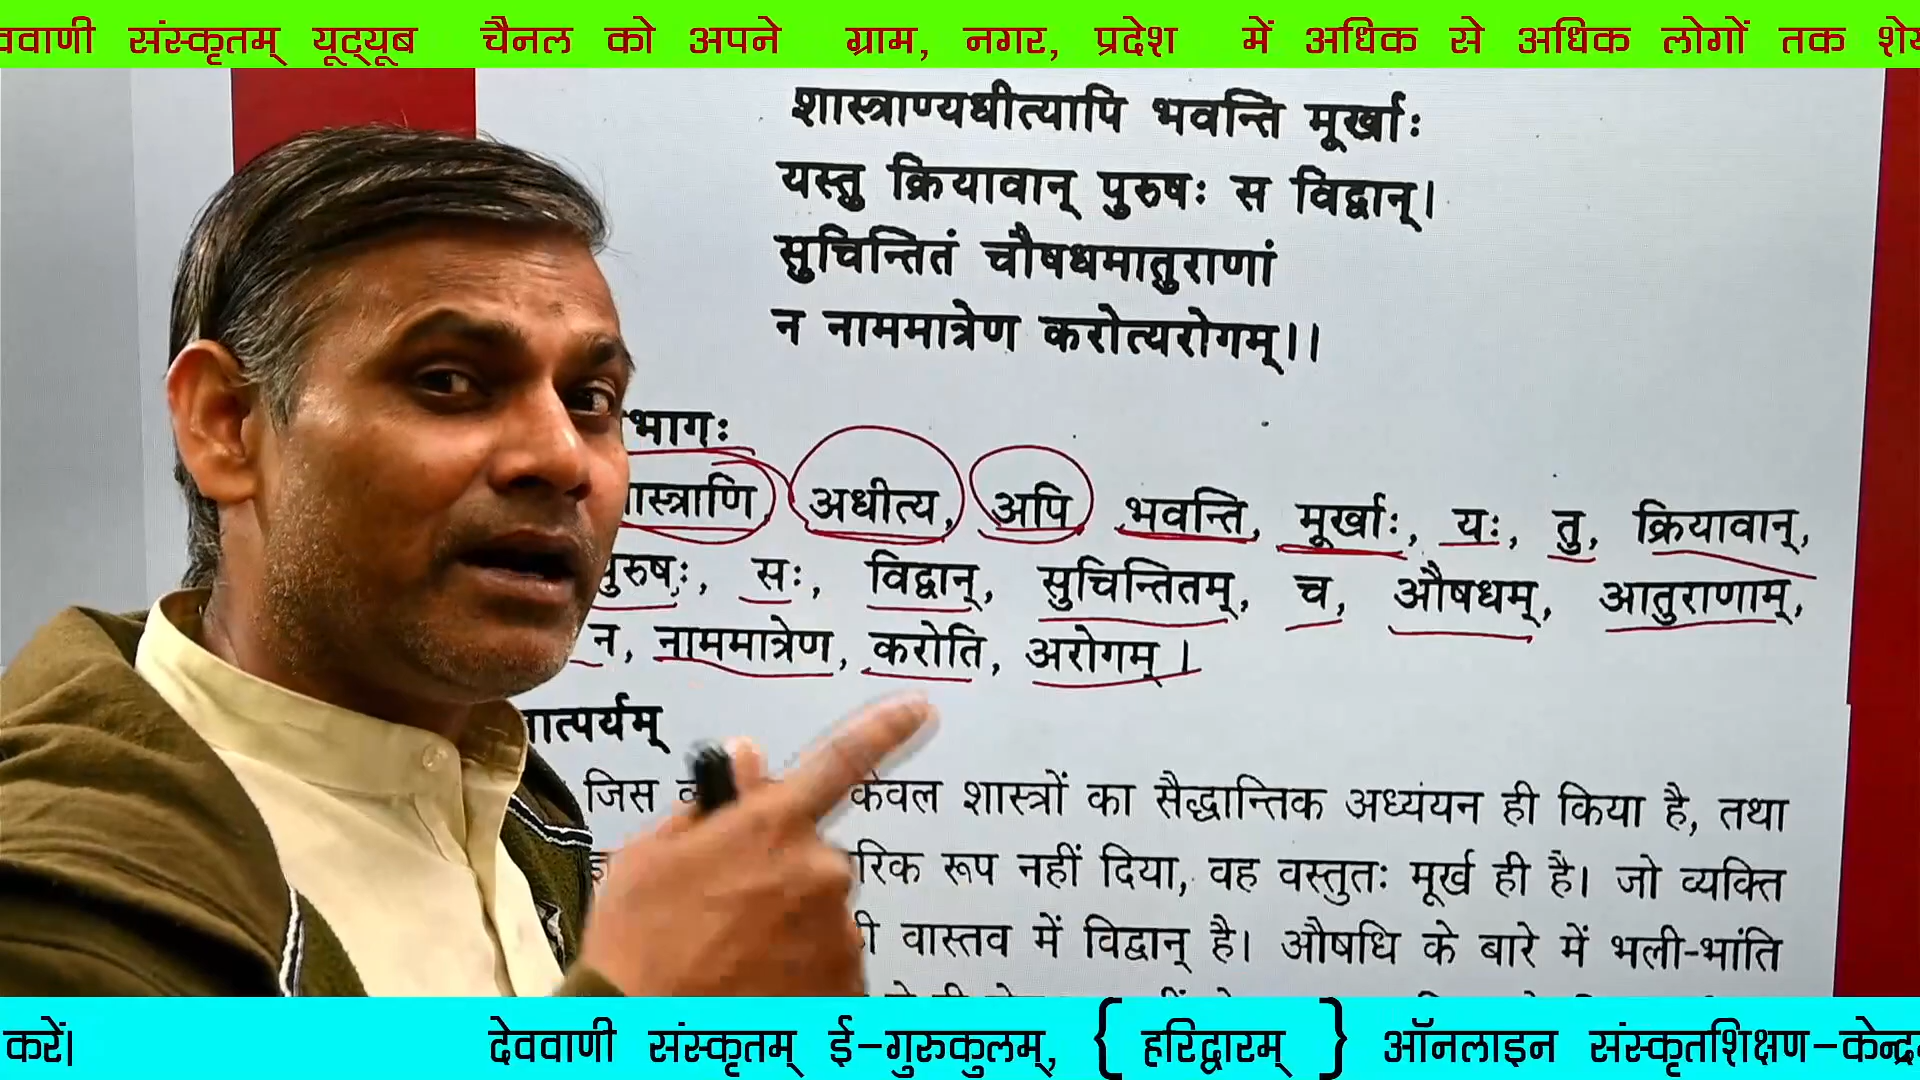 संस्कृतम् यूट्यूब चैनल को अपने ग्राम, नगर, प्रदेश में अधिक से अधिक लोगों तक
शास्त्राण्यधीत्यापि भवन्ति मूर्खाः
यस्तु क्रियावान् पुरुषः स विद्वान्।
सुचिन्तितं चौषधमातुराणां
न नाममात्रेण करोत्यरोगम्।।
भागः
ास्त्राणि, अधीत्य, अपि भवन्ति, मूर्खाः, यः, तु, क्रियावान्,
पुरुषः, सः, विद्वान्, सुचिन्तितम्, च, औषधम्, आतुराणाम्,
न, नाममात्रेण, करोति, अरोगम्।
ात्पर्यम्
जिस केवल शास्त्रों का सैद्धान्तिक अध्ययन ही किया है, तथा
रिक रूप नहीं दिया, वह वस्तुतः मूर्ख ही है। जो व्यक्ति
वास्तव में विद्वान् है। औषधि के बारे में भली-भांति
करें। देववाणी संस्कृतम् ई-गुरुकुलम्, { हरिद्वारम् } ऑनलाइन संस्कृतशिक्षण-केन्द्र